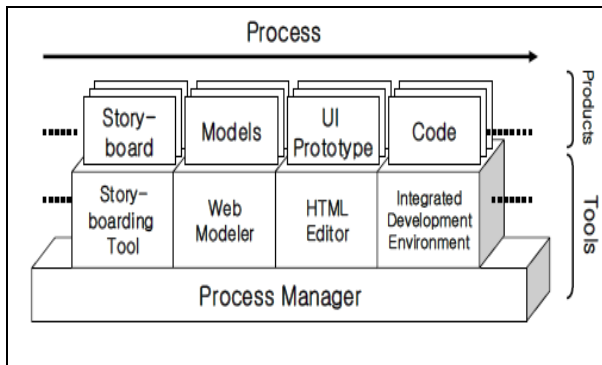 Process
Story-
board
Models
UI
Prototype
Code
Products
Story-
boarding
Tool
Web
Modeler
HTML
Editor
Integrated
Development
Environment
Tools
Process Manager